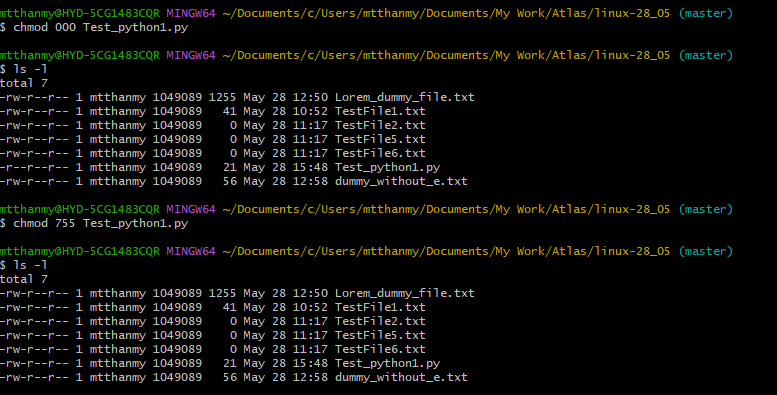 mtthanmy@HYD-5CG1483CQR MINGW64 ~/Documents/c/Users/mtthanmy/Documents/My Work/Atlas/linux-28_05 (master)
$ chmod 000 Test_python1.py
mtthanmy@HYD-5CG1483CQR MINGW64 ~/Documents/c/Users/mtthanmy/Documents/My Work/Atlas/linux-28_05 (master)
$ ls -l
total 7
-rw-r--r-- 1 mtthanmy 1049089 1255 May 28 12:50 Lorem_dummy_file.txt
-rw-r--r-- 1 mtthanmy 1049089   41 May 28 10:52 TestFile1.txt
-rw-r--r-- 1 mtthanmy 1049089    0 May 28 11:17 TestFile2.txt
-rw-r--r-- 1 mtthanmy 1049089    0 May 28 11:17 TestFile5.txt
-rw-r--r-- 1 mtthanmy 1049089    0 May 28 11:17 TestFile6.txt
-r--r--r-- 1 mtthanmy 1049089   21 May 28 15:48 Test_python1.py
-rw-r--r-- 1 mtthanmy 1049089   56 May 28 12:58 dummy_without_e.txt
mtthanmy@HYD-5CG1483CQR MINGW64 ~/Documents/c/Users/mtthanmy/Documents/My Work/Atlas/linux-28_05 (master)
$ chmod 755 Test_python1.py
mtthanmy@HYD-5CG1483CQR MINGW64 ~/Documents/c/Users/mtthanmy/Documents/My Work/Atlas/linux-28_05 (master)
$ ls -l
total 7
-rw-r--r-- 1 mtthanmy 1049089 1255 May 28 12:50 Lorem_dummy_file.txt
-rw-r--r-- 1 mtthanmy 1049089   41 May 28 10:52 TestFile1.txt
-rw-r--r-- 1 mtthanmy 1049089    0 May 28 11:17 TestFile2.txt
-rw-r--r-- 1 mtthanmy 1049089    0 May 28 11:17 TestFile5.txt
-rw-r--r-- 1 mtthanmy 1049089    0 May 28 11:17 TestFile6.txt
-rw-r--r-- 1 mtthanmy 1049089   21 May 28 15:48 Test_python1.py
-rw-r--r-- 1 mtthanmy 1049089   56 May 28 12:58 dummy_without_e.txt